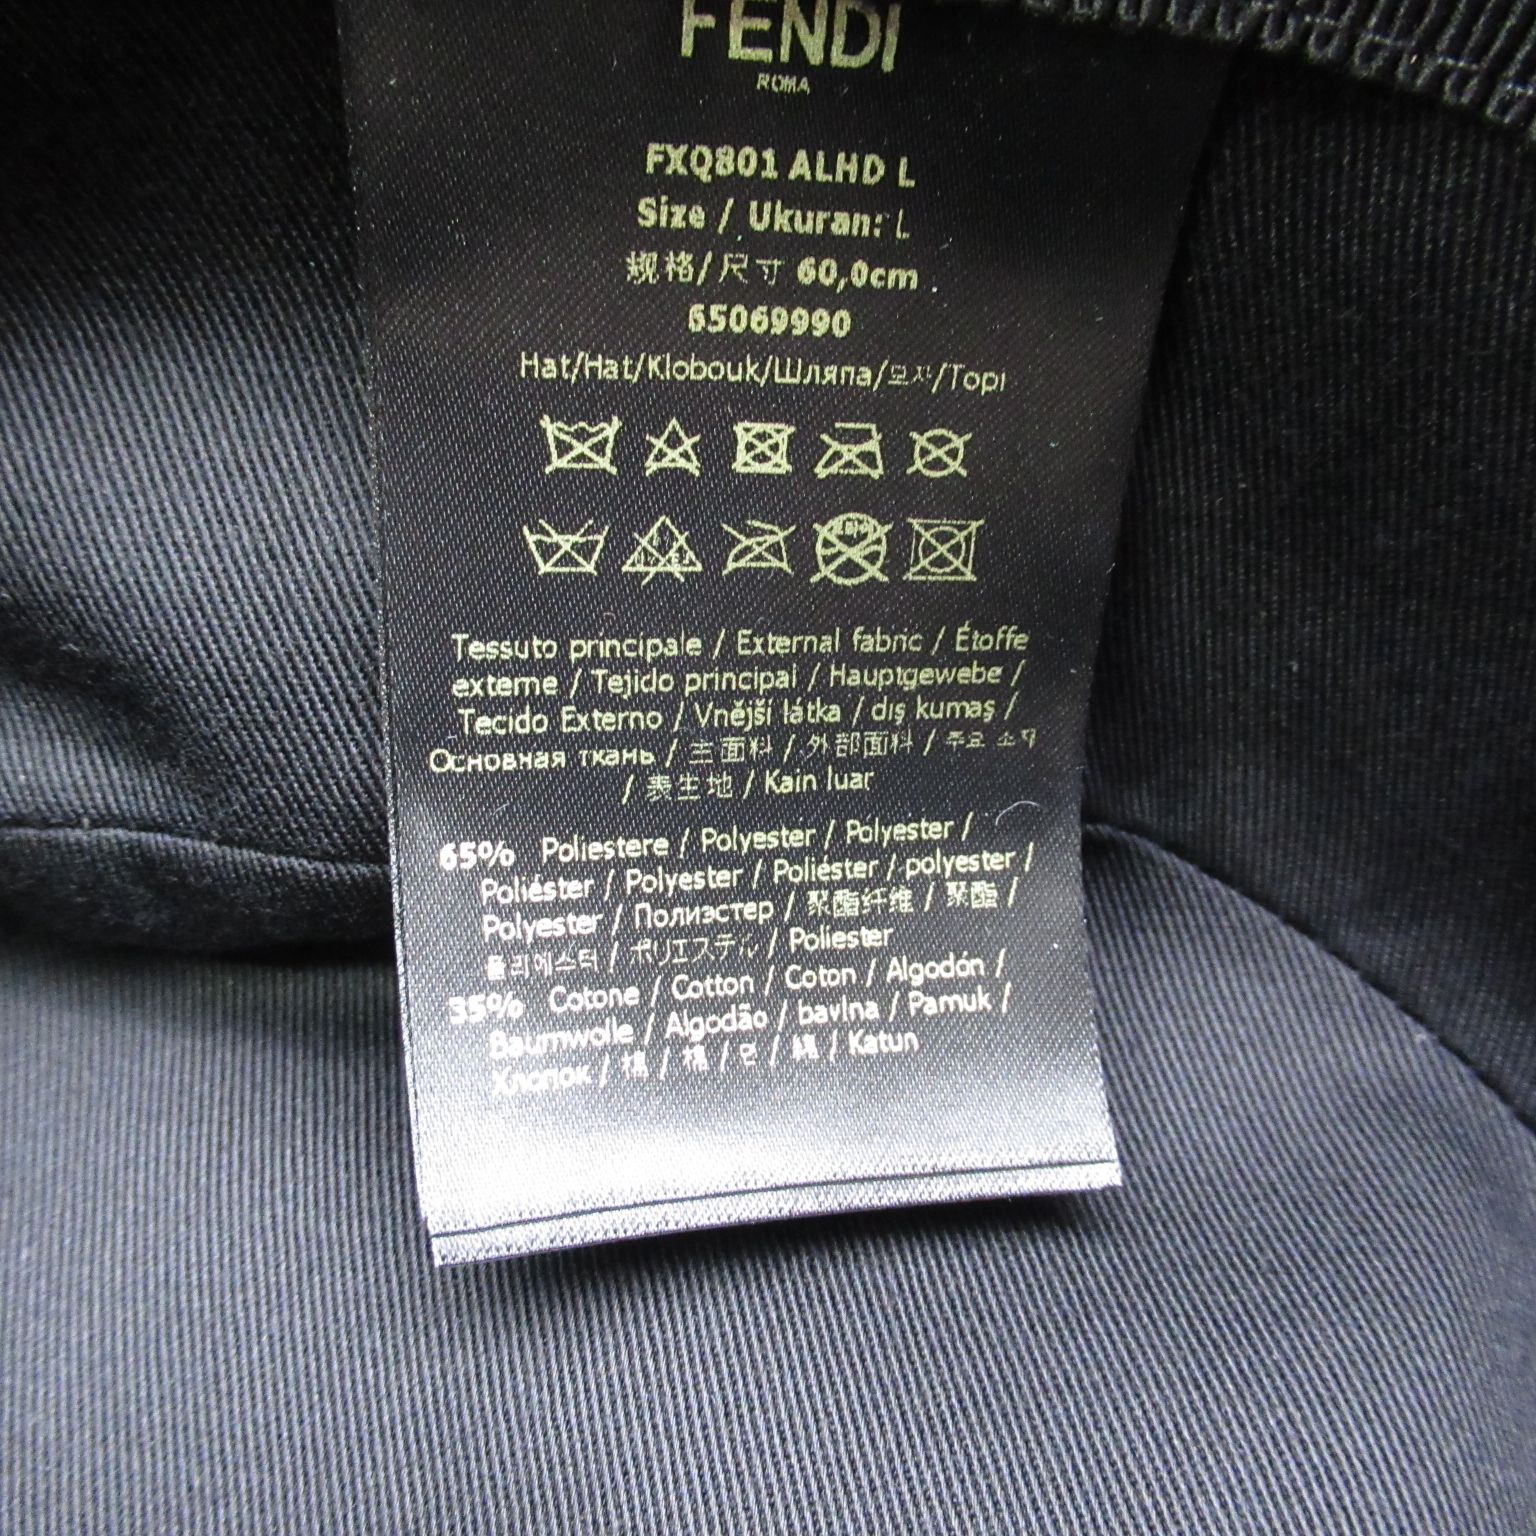 FENDI
ROMA
FXQ801 ALHD L
Size / Ukuran: L
规格/尺寸 60,0cm
65069990
Hat/Hat/Klobouk/Шляпа/모자/Topi
Tessuto principale / External fabric / Étoffe
externe / Tejido principal / Hauptgewebe /
Tecido Externo / Vnější látka / dış kumaş /
Основная ткань / 主面料 / 外部面料 / 주요 소재
/ 表生地 / Kain luar
65% Poliestere / Polyester / Polyester /
Poliéster / Polyester / Poliéster / polyester /
Polyester / Полиэстер / 聚酯纤维 / 聚酯 /
폴리에스터 / ポリエステル / Poliester
35% Cotone / Cotton / Coton / Algodón /
Baumwolle / Algodão / bavlna / Pamuk /
Хлопок / 棉 / 棉 / 면 / 綿 / Katun